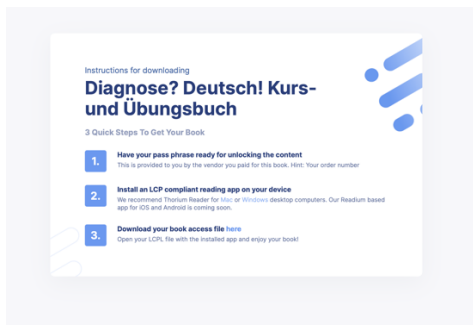 Instructions for downloading
Diagnose? Deutsch! Kurs-
und Übungsbuch
3 Quick Steps To Get Your Book
1.
Have your pass phrase ready for unlocking the content
This is provided to you by the vendor you paid for this book. Hint: Your order number
2.
Install an LCP compliant reading app on your device
We recommend Thorium Reader for Mac or Windows desktop computers. Our Readium based
app for iOS and Android is coming soon.
3.
Download your book access file here
Open your LCPL file with the installed app and enjoy your book!